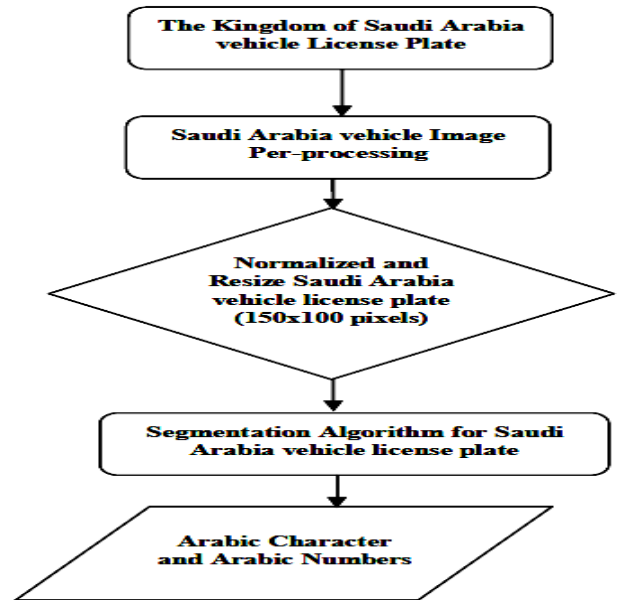 The Kingdom of Saudi Arabia
vehicle License Plate
Saudi Arabia vehicle Image
Per-processing
Normalized and
Resize Saudi Arabia
vehicle license plate
(150x100 pixels)
Segmentation Algorithm for Saudi
Arabia vehicle license plate
Arabic Character
and Arabic Numbers